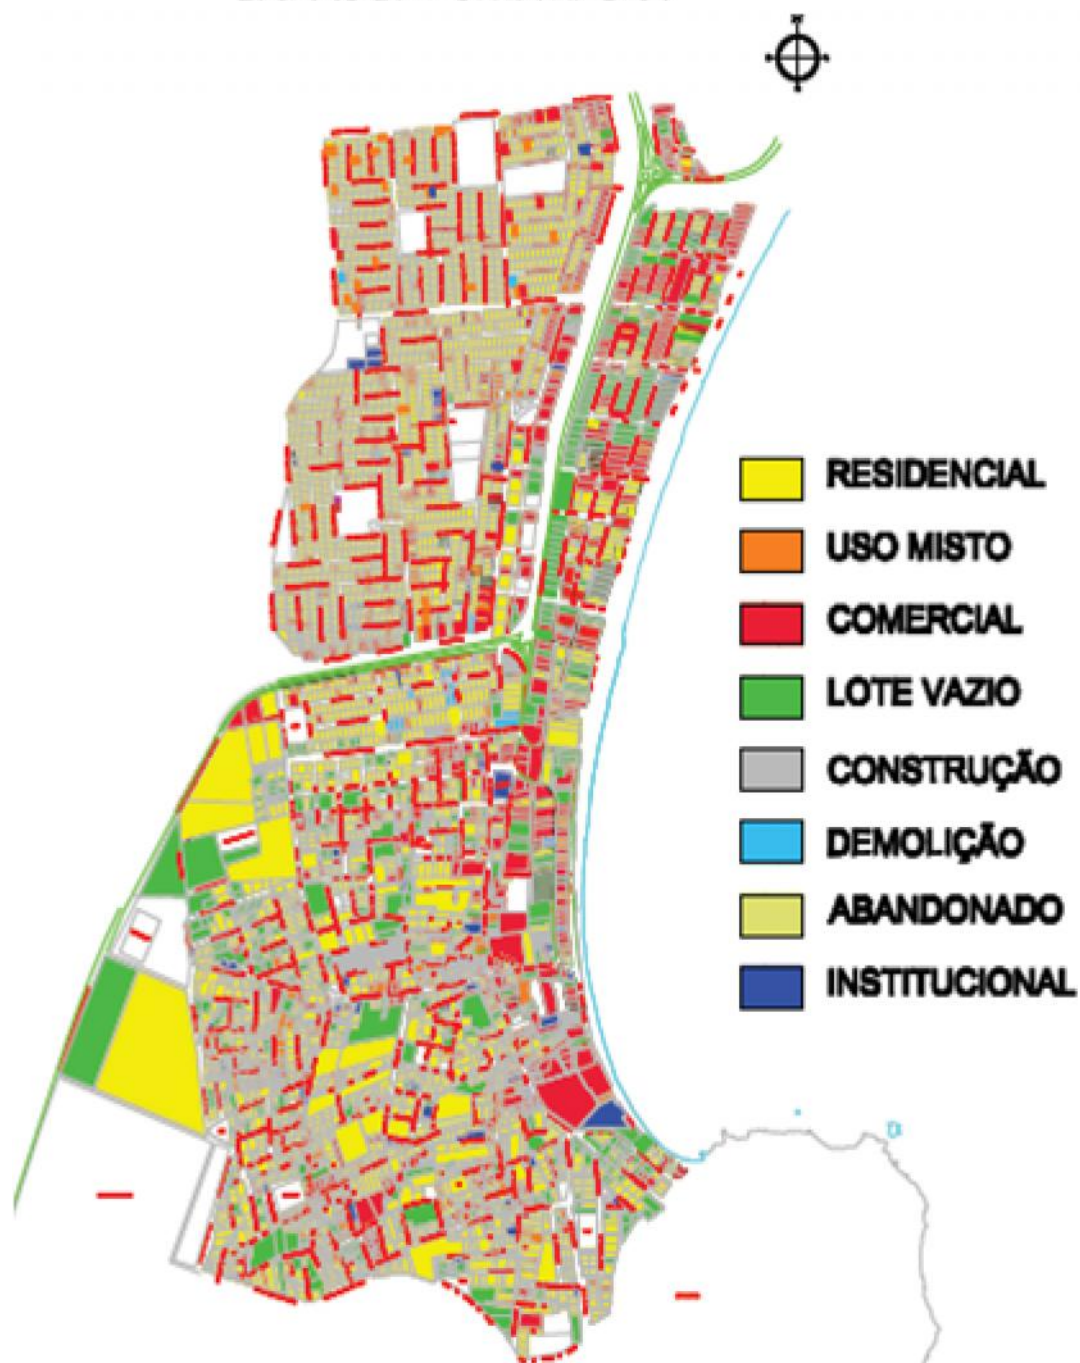 RESIDENCIAL
USO MISTO
COMERCIAL
LOTE VAZIO
CONSTRUÇÃO
DEMOLIÇÃO
ABANDONADO
INSTITUCIONAL